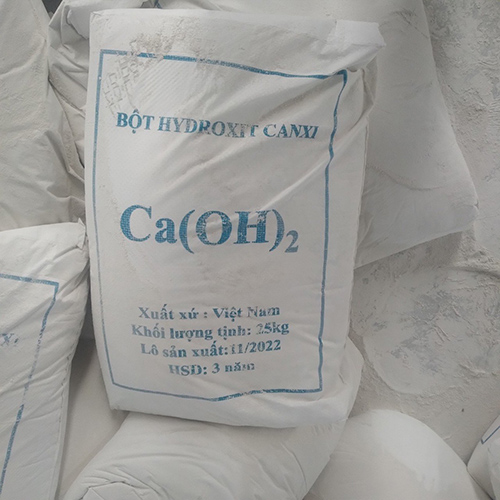 BỘT HYDROXIT CANXI
Ca(OH)₂
Xuất xứ : Việt Nam
Khối lượng tịnh: 25kg
Lô sản xuất:11/2022
HSD: 3 năm